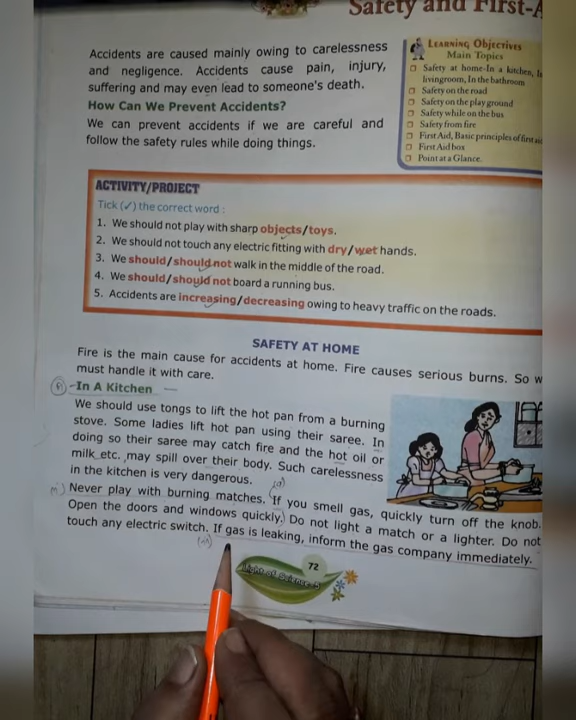 Safety and First-A
Accidents are caused mainly owing to carelessness
and negligence. Accidents cause pain, injury,
suffering and may even lead to someone's death.
How Can We Prevent Accidents?
We can prevent accidents if we are careful and
follow the safety rules while doing things.
LEARNING OBJECTIVES
Main Topics
Safety at home-In a kitchen,
livingroom, In the bathroom
Safety on the road
Safety on the play ground
Safety while on the bus
Safety from fire
First Aid, Basic principles of first aid
First Aid box
Point at a Glance.
ACTIVITY/PROJECT
Tick (✓) the correct word :
1. We should not play with sharp objects/toys.
2. We should not touch any electric fitting with dry/wet hands.
3. We should/should not walk in the middle of the road.
4. We should/should not board a running bus.
5. Accidents are increasing/decreasing owing to heavy traffic on the roads.
SAFETY AT HOME
Fire is the main cause for accidents at home. Fire causes serious burns. So w
must handle it with care.
In A Kitchen
We should use tongs to lift the hot pan from a burning
stove. Some ladies lift hot pan using their saree. In
doing so their saree may catch fire and the hot oil or
milk etc. may spill over their body. Such carelessness
in the kitchen is very dangerous.
Never play with burning matches. If you smell gas, quickly turn off the knob.
Open the doors and windows quickly. Do not light a match or a lighter. Do not
touch any electric switch. If gas is leaking, inform the gas company immediately.
72